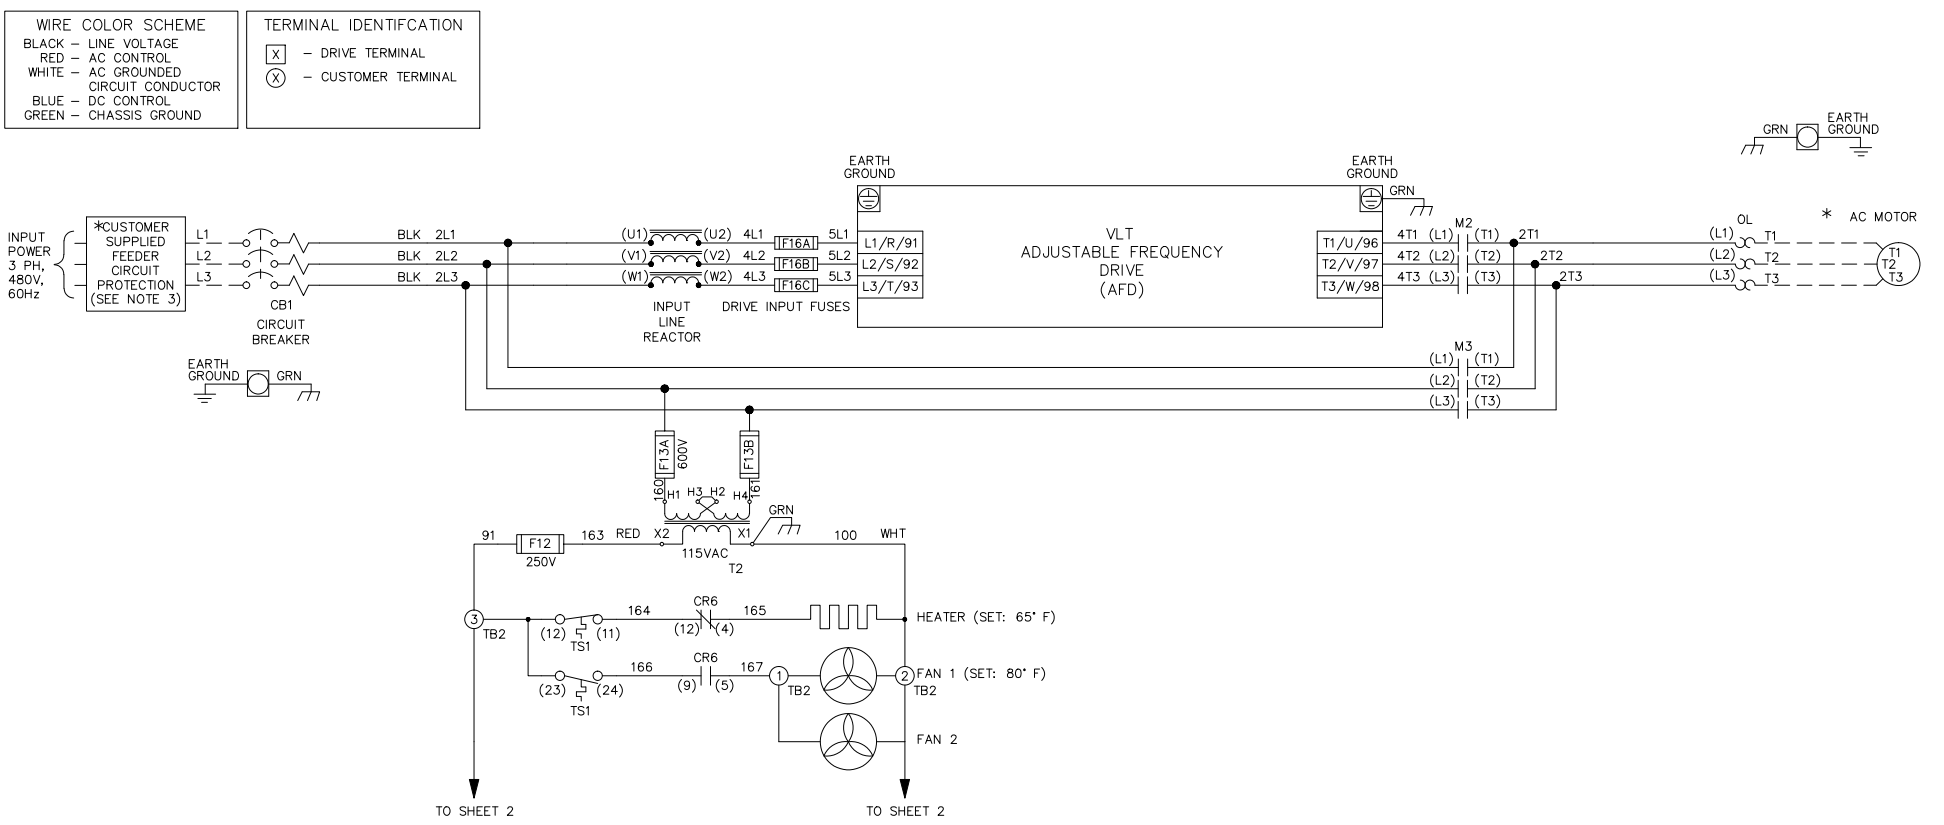 WIRE COLOR SCHEME
BLACK – LINE VOLTAGE
RED – AC CONTROL
WHITE – AC GROUNDED
CIRCUIT CONDUCTOR
BLUE – DC CONTROL
GREEN – CHASSIS GROUND
TERMINAL IDENTIFCATION
X – DRIVE TERMINAL
X – CUSTOMER TERMINAL
GRN
EARTH
GROUND
INPUT
POWER
3 PH,
480V,
60Hz
*CUSTOMER
SUPPLIED
FEEDER
CIRCUIT
PROTECTION
(SEE NOTE 3)
L1
L2
L3
CB1
CIRCUIT
BREAKER
BLK 2L1
BLK 2L2
BLK 2L3
(U1) (U2) 4L1 F16A 5L1
(V1) (V2) 4L2 F16B 5L2
(W1) (W2) 4L3 F16C 5L3
INPUT
LINE
REACTOR
DRIVE INPUT FUSES
EARTH
GROUND
L1/R/91
L2/S/92
L3/T/93
VLT
ADJUSTABLE FREQUENCY
DRIVE
(AFD)
EARTH
GROUND
GRN
T1/U/96
T2/V/97
T3/W/98
M2
4T1 (L1) (T1) 2T1
4T2 (L2) (T2) 2T2
4T3 (L3) (T3) 2T3
OL
(L1) T1
(L2) T2
(L3) T3
* AC MOTOR
T1
T2
T3
EARTH
GROUND
GRN
M3
(L1) (T1)
(L2) (T2)
(L3) (T3)
F13A
600V
F13B
160
161
H1 H3 H2 H4
GRN
91 F12 163 RED X2 X1 100 WHT
250V
115VAC
T2
3
TB2
(12) (11)
TS1
164
CR6
(12) (4)
165
HEATER (SET: 65° F)
(23) (24)
TS1
166
CR6
(9) (5)
167
1
TB2
2
TB2
FAN 1 (SET: 80° F)
FAN 2
TO SHEET 2
TO SHEET 2